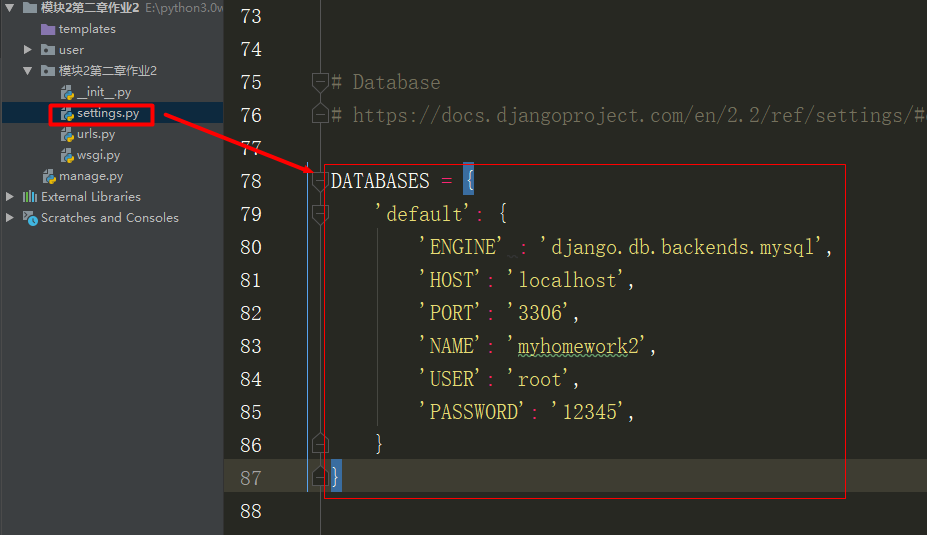 模块2第二章作业2 E:\python3.0w
templates
user
模块2第二章作业2
__init__.py
settings.py
urls.py
wsgi.py
manage.py
External Libraries
Scratches and Consoles
73
74
75 # Database
76 # https://docs.djangoproject.com/en/2.2/ref/settings/#
77
78 DATABASES = {
79 'default': {
80 'ENGINE' : 'django.db.backends.mysql',
81 'HOST': 'localhost',
82 'PORT': '3306',
83 'NAME': 'myhomework2',
84 'USER': 'root',
85 'PASSWORD': '12345',
86 }
87 }
88